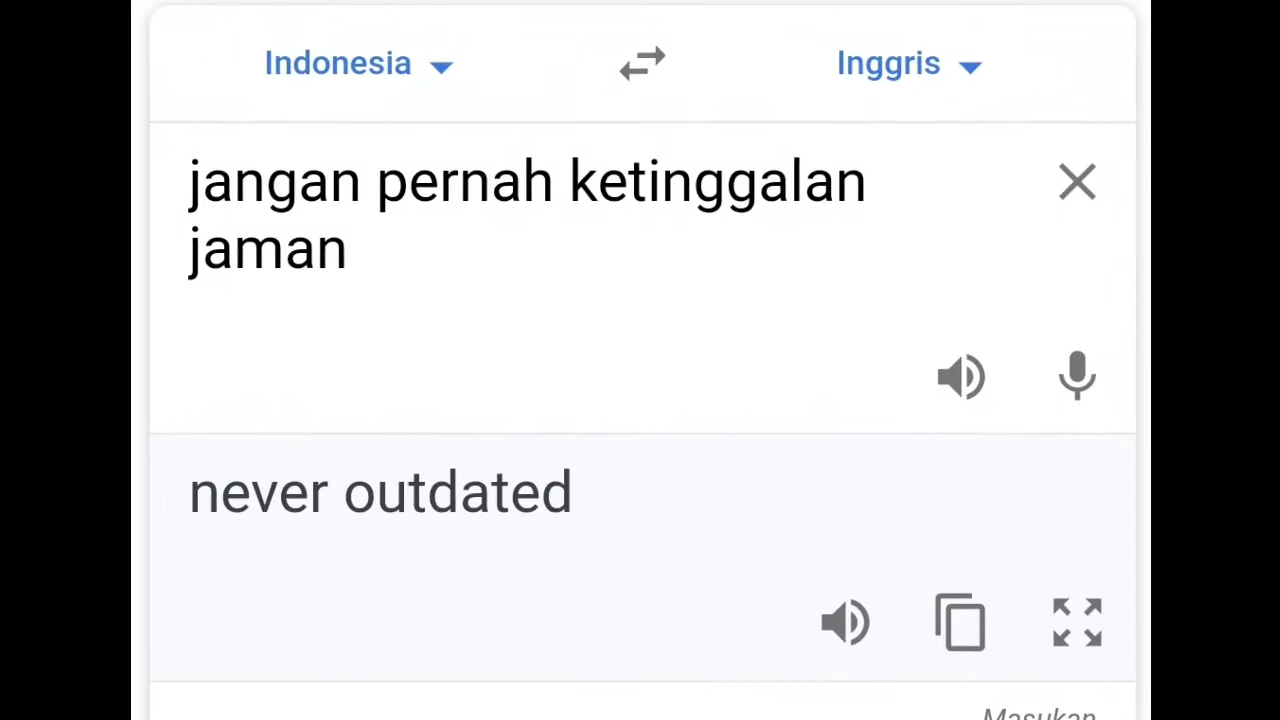 Indonesia Inggris
jangan pernah ketinggalan
jaman
never outdated
Masukan